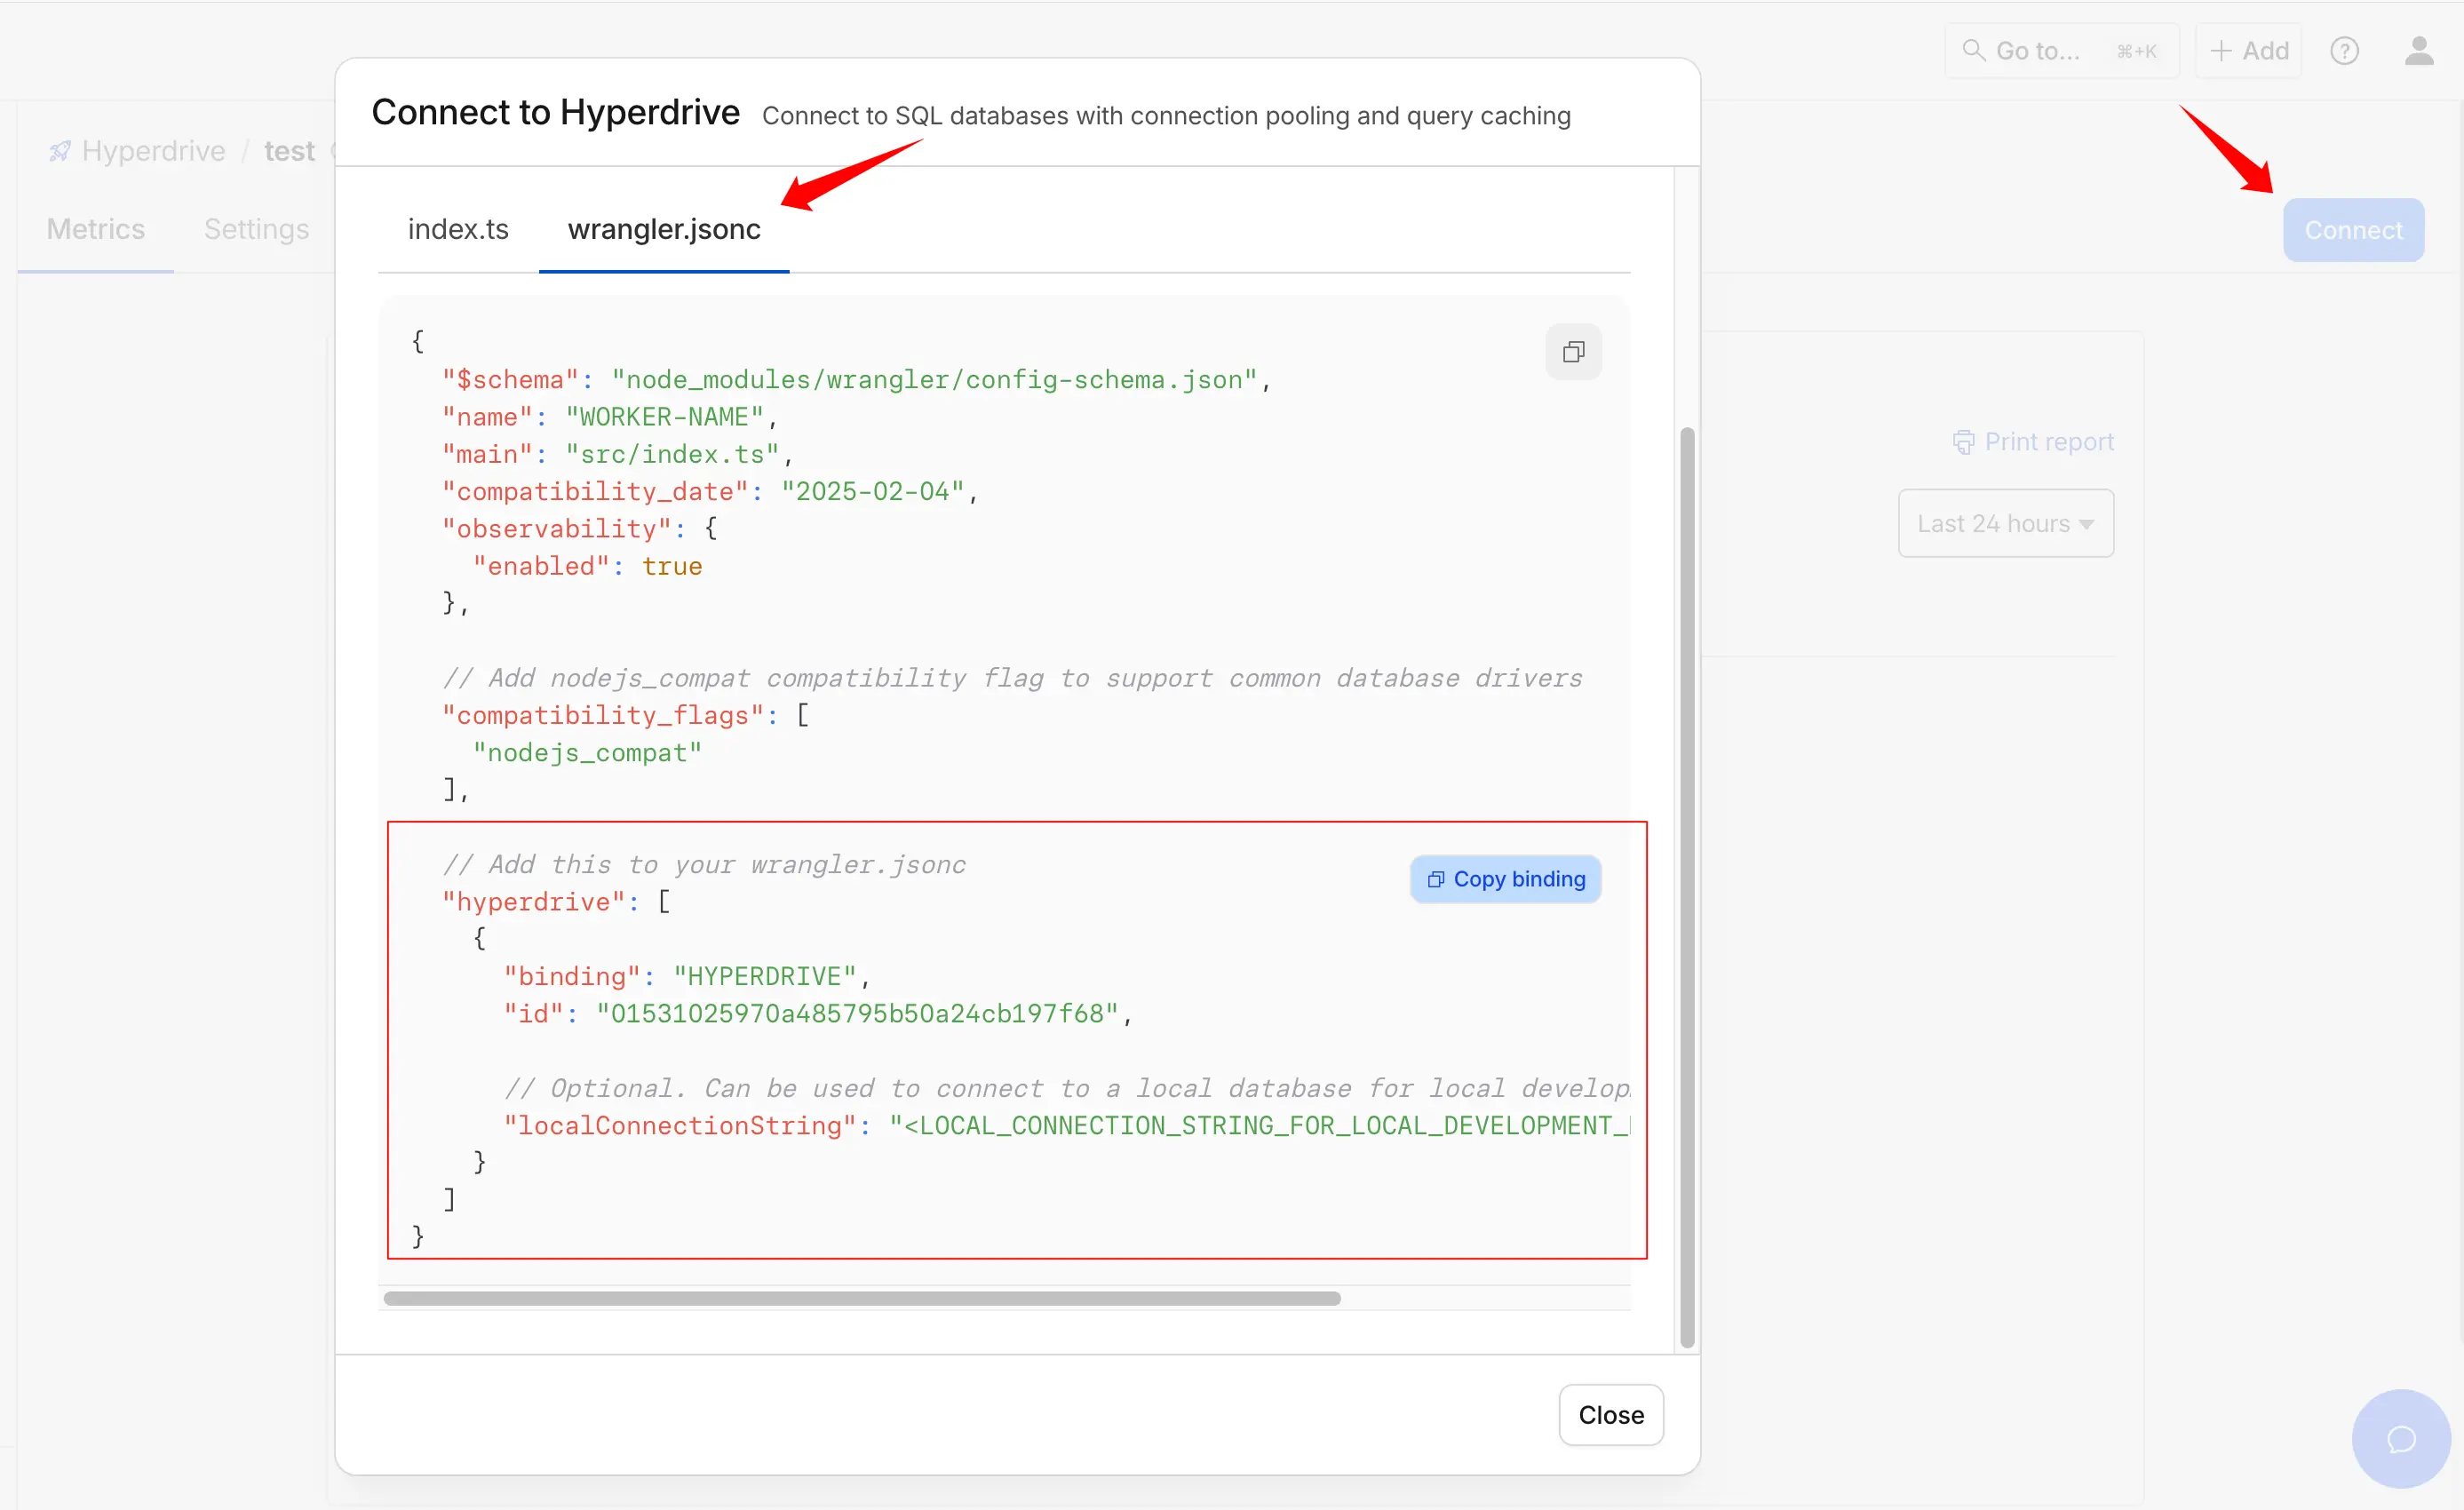 Go to... ⌘+K
+ Add
Connect to Hyperdrive Connect to SQL databases with connection pooling and query caching
Hyperdrive / test
Metrics Settings
Connect
index.ts wrangler.jsonc
{
"$schema": "node_modules/wrangler/config-schema.json",
"name": "WORKER-NAME",
"main": "src/index.ts",
"compatibility_date": "2025-02-04",
"observability": {
"enabled": true
},
// Add nodejs_compat compatibility flag to support common database drivers
"compatibility_flags": [
"nodejs_compat"
],
// Add this to your wrangler.jsonc
Copy binding
"hyperdrive": [
{
"binding": "HYPERDRIVE",
"id": "01531025970a485795b50a24cb197f68",
// Optional. Can be used to connect to a local database for local develop
"localConnectionString": "<LOCAL_CONNECTION_STRING_FOR_LOCAL_DEVELOPMENT_
}
]
}
Print report
Last 24 hours
Close